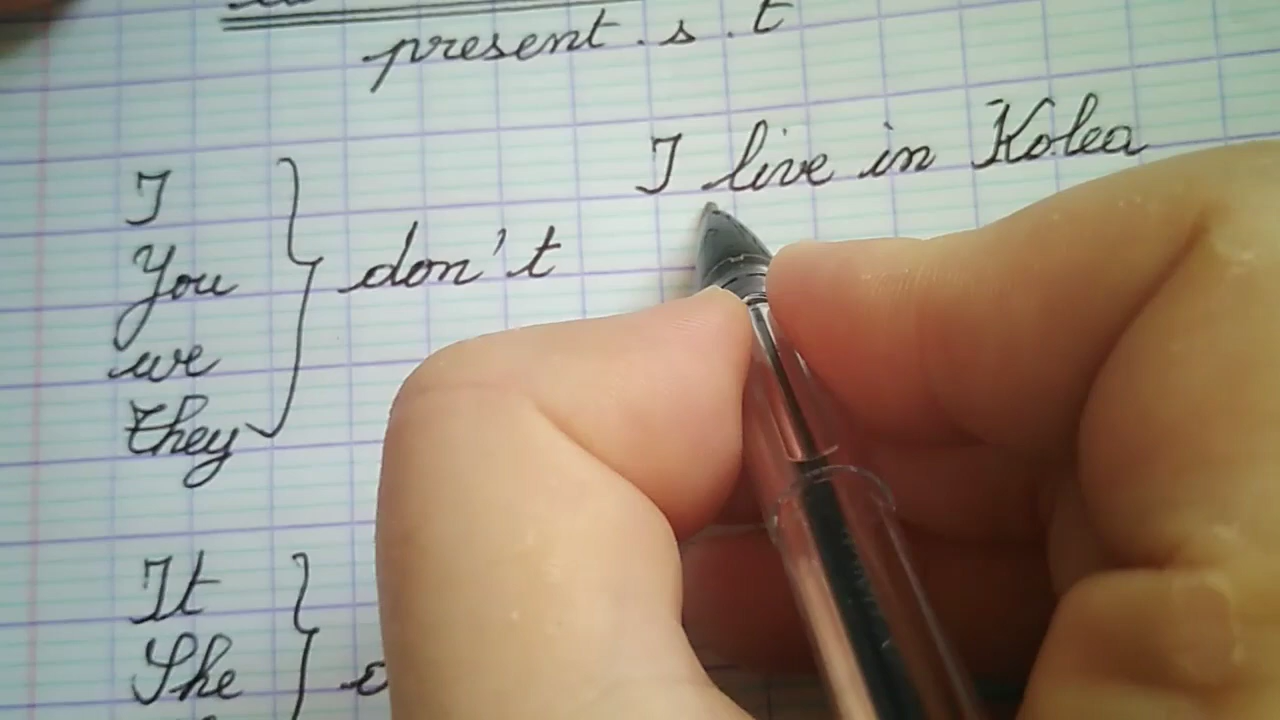 present . s . t
I live in Kolea
I
You
we
they
don't
It
She